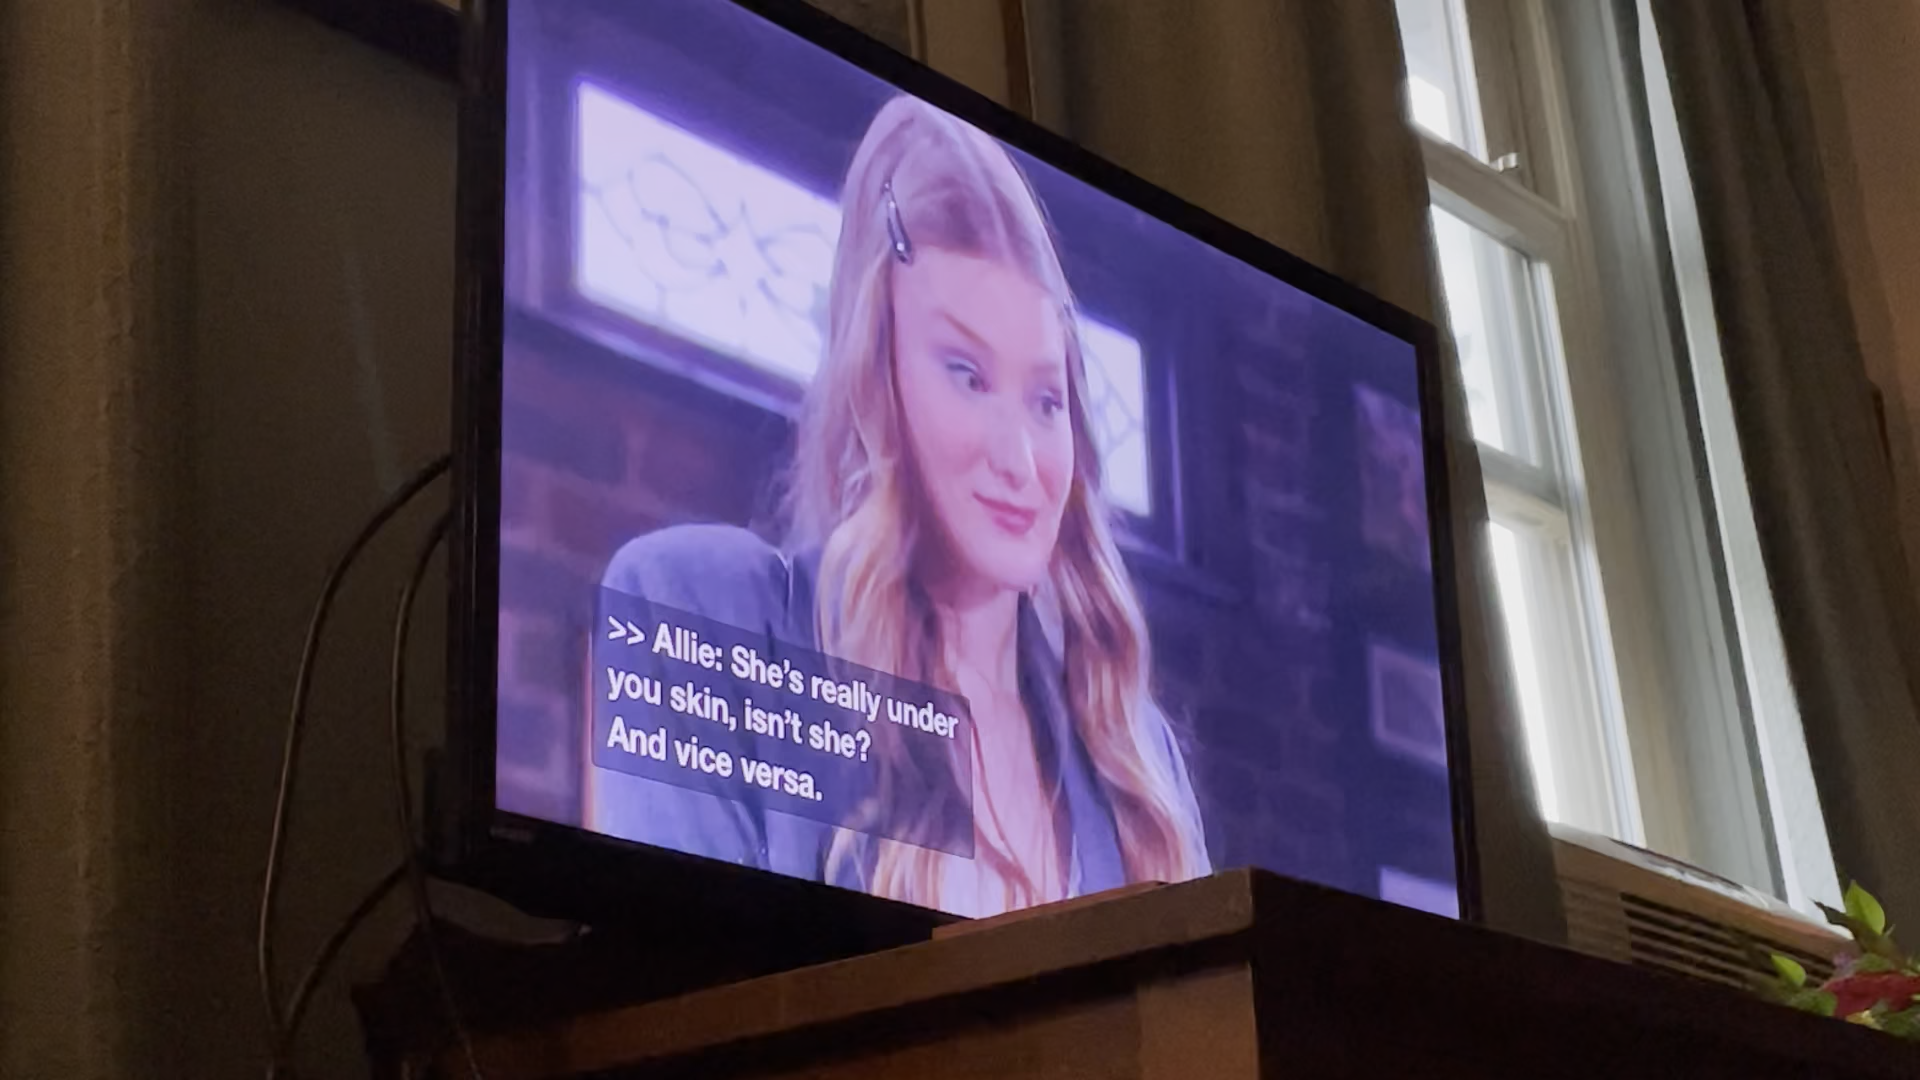 >> Allie: She's really under
you skin, isn't she?
And vice versa.